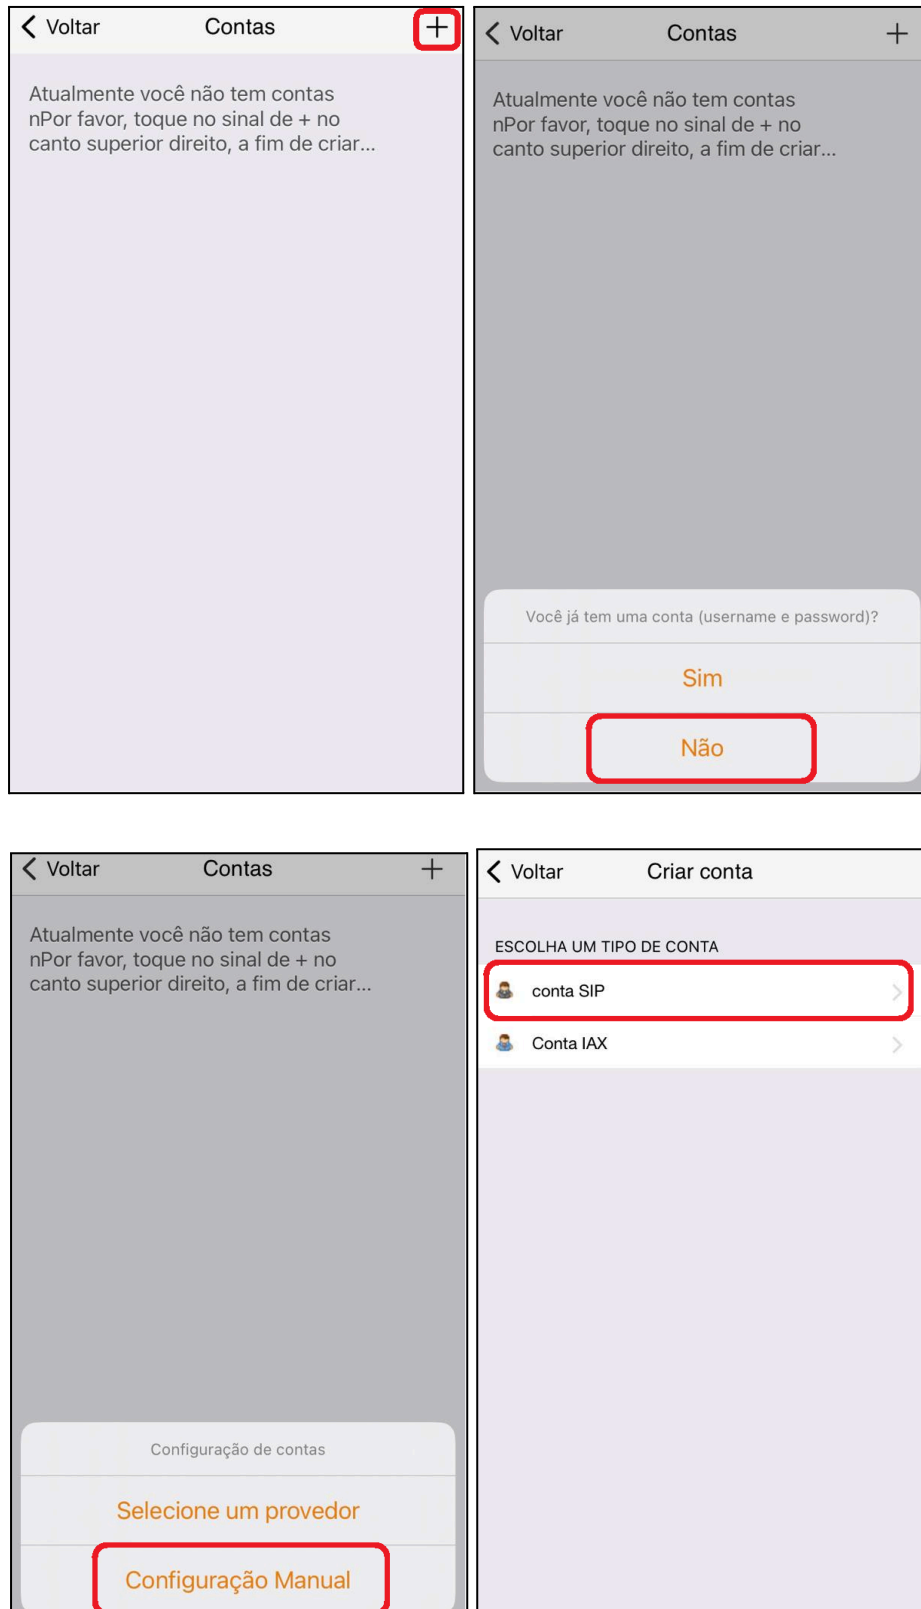 Voltar Contas +
Atualmente você não tem contas
nPor favor, toque no sinal de + no
canto superior direito, a fim de criar...
Voltar Contas +
Atualmente você não tem contas
nPor favor, toque no sinal de + no
canto superior direito, a fim de criar...
Você já tem uma conta (username e password)?
Sim
Não
Voltar Contas +
Atualmente você não tem contas
nPor favor, toque no sinal de + no
canto superior direito, a fim de criar...
Configuração de contas
Selecione um provedor
Configuração Manual
Voltar Criar conta
ESCOLHA UM TIPO DE CONTA
conta SIP
Conta IAX